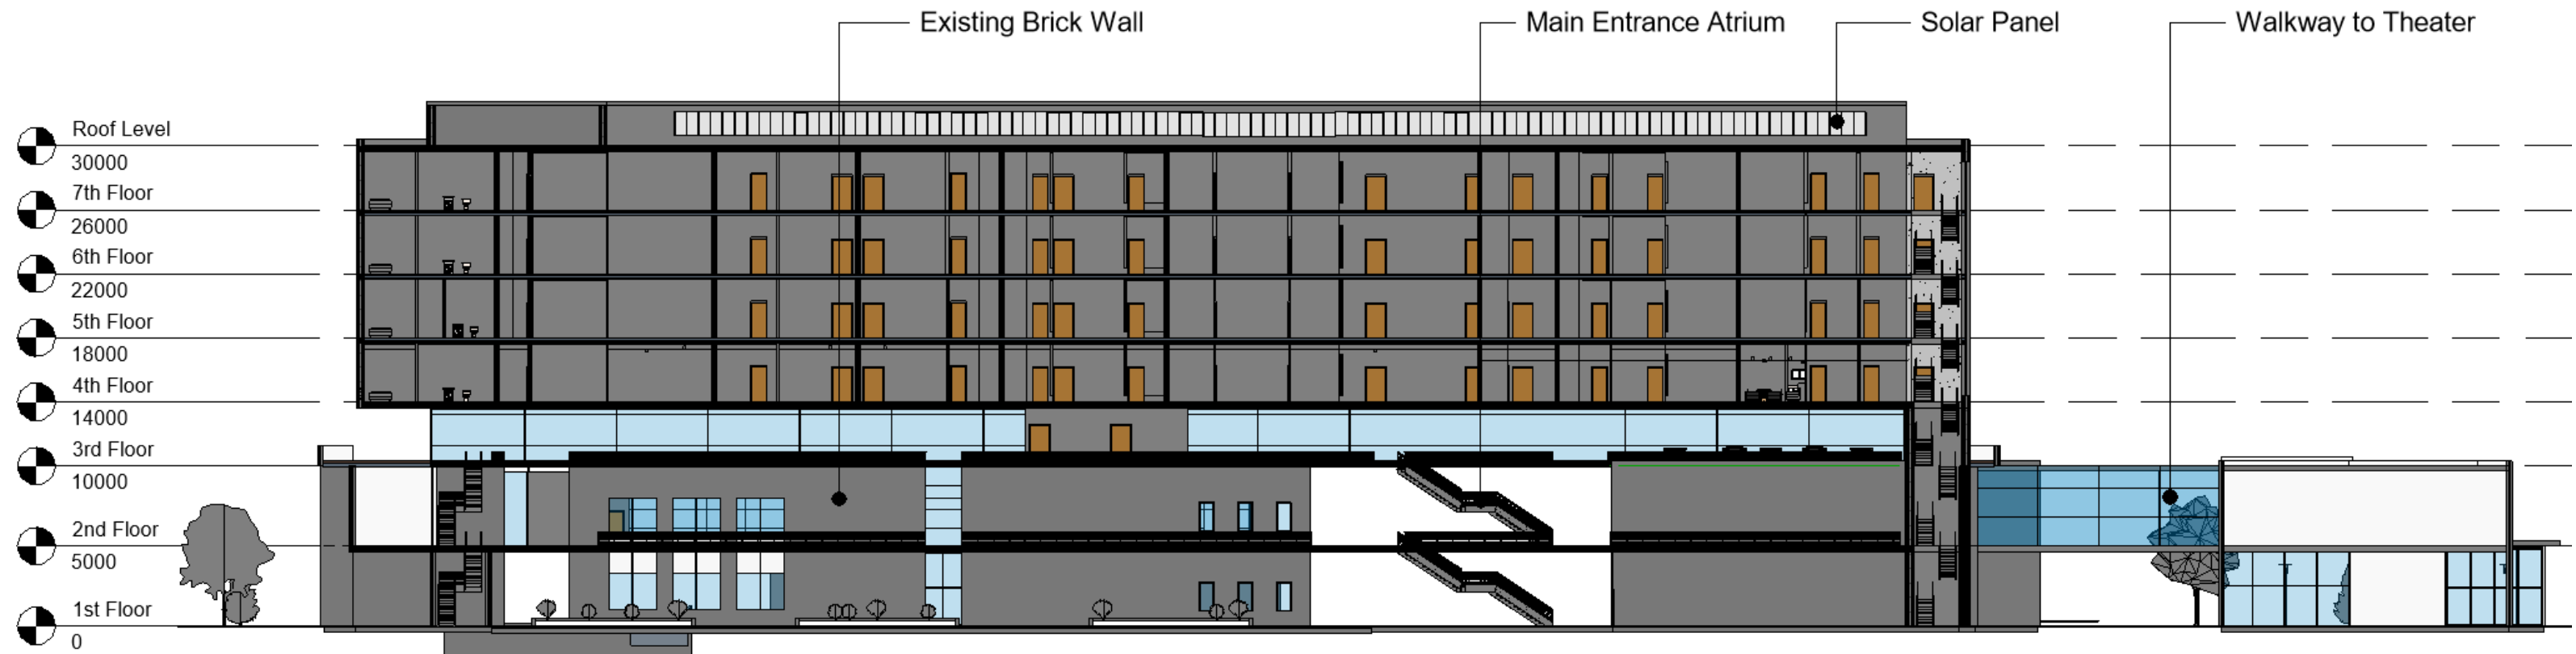 Existing Brick Wall
Main Entrance Atrium
Solar Panel
Walkway to Theater
Roof Level
30000
7th Floor
26000
6th Floor
22000
5th Floor
18000
4th Floor
14000
3rd Floor
10000
2nd Floor
5000
1st Floor
0